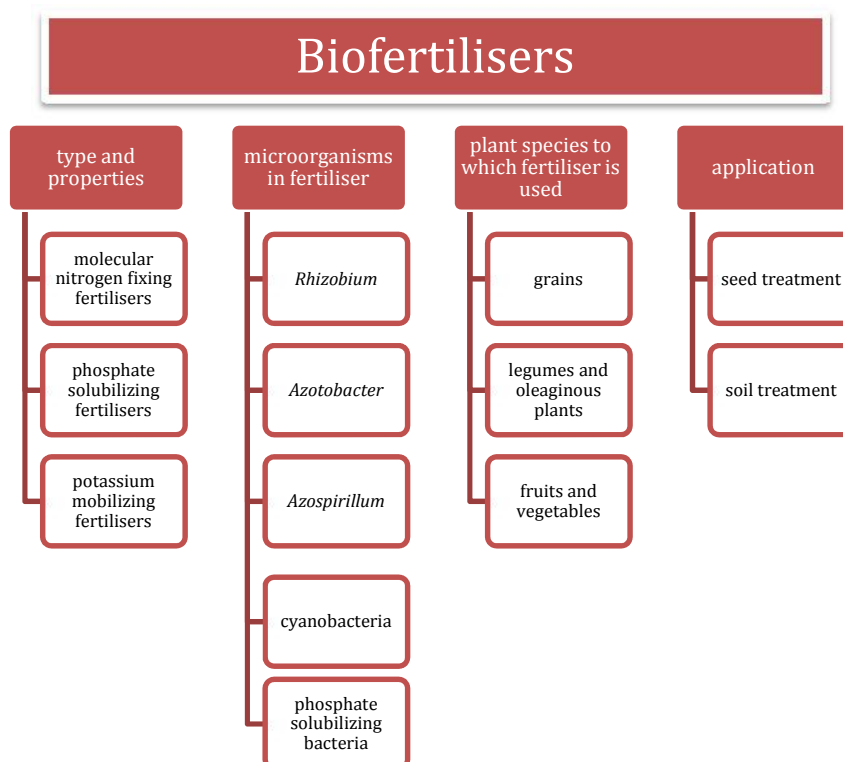 Biofertilisers
type and
properties
molecular
nitrogen fixing
fertilisers
phosphate
solubilizing
fertilisers
potassium
mobilizing
fertilisers
microorganisms
in fertiliser
Rhizobium
Azotobacter
Azospirillum
cyanobacteria
phosphate
solubilizing
bacteria
plant species to
which fertiliser is
used
grains
legumes and
oleaginous
plants
fruits and
vegetables
application
seed treatment
soil treatment